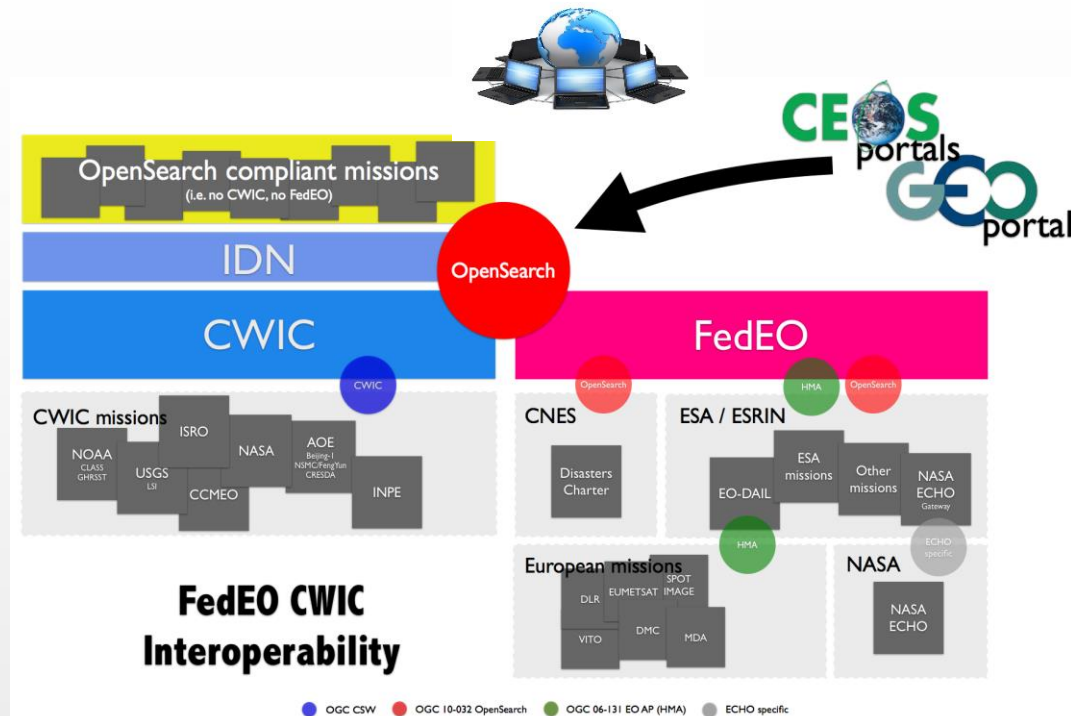 CEOS
portals
GEO
portal
OpenSearch compliant missions
(i.e. no CWIC, no FedEO)
IDN
OpenSearch
CWIC
FedEO
CWIC
OpenSearch
HMA
OpenSearch
CWIC missions
NOAA
CLASS
GHRSST
USGS
LSI
ISRO
CCMEO
NASA
AOE
Beijing-1
NSMC/FengYun
CRESDA
INPE
CNES
Disasters
Charter
ESA / ESRIN
EO-DAIL
ESA
missions
Other
missions
NASA
ECHO
Gateway
HMA
ECHO
specific
European missions
DLR
EUMETSAT
SPOT
IMAGE
VITO
DMC
MDA
NASA
NASA
ECHO
FedEO CWIC
Interoperability
OGC CSW
OGC 10-032 OpenSearch
OGC 06-131 EO AP (HMA)
ECHO specific